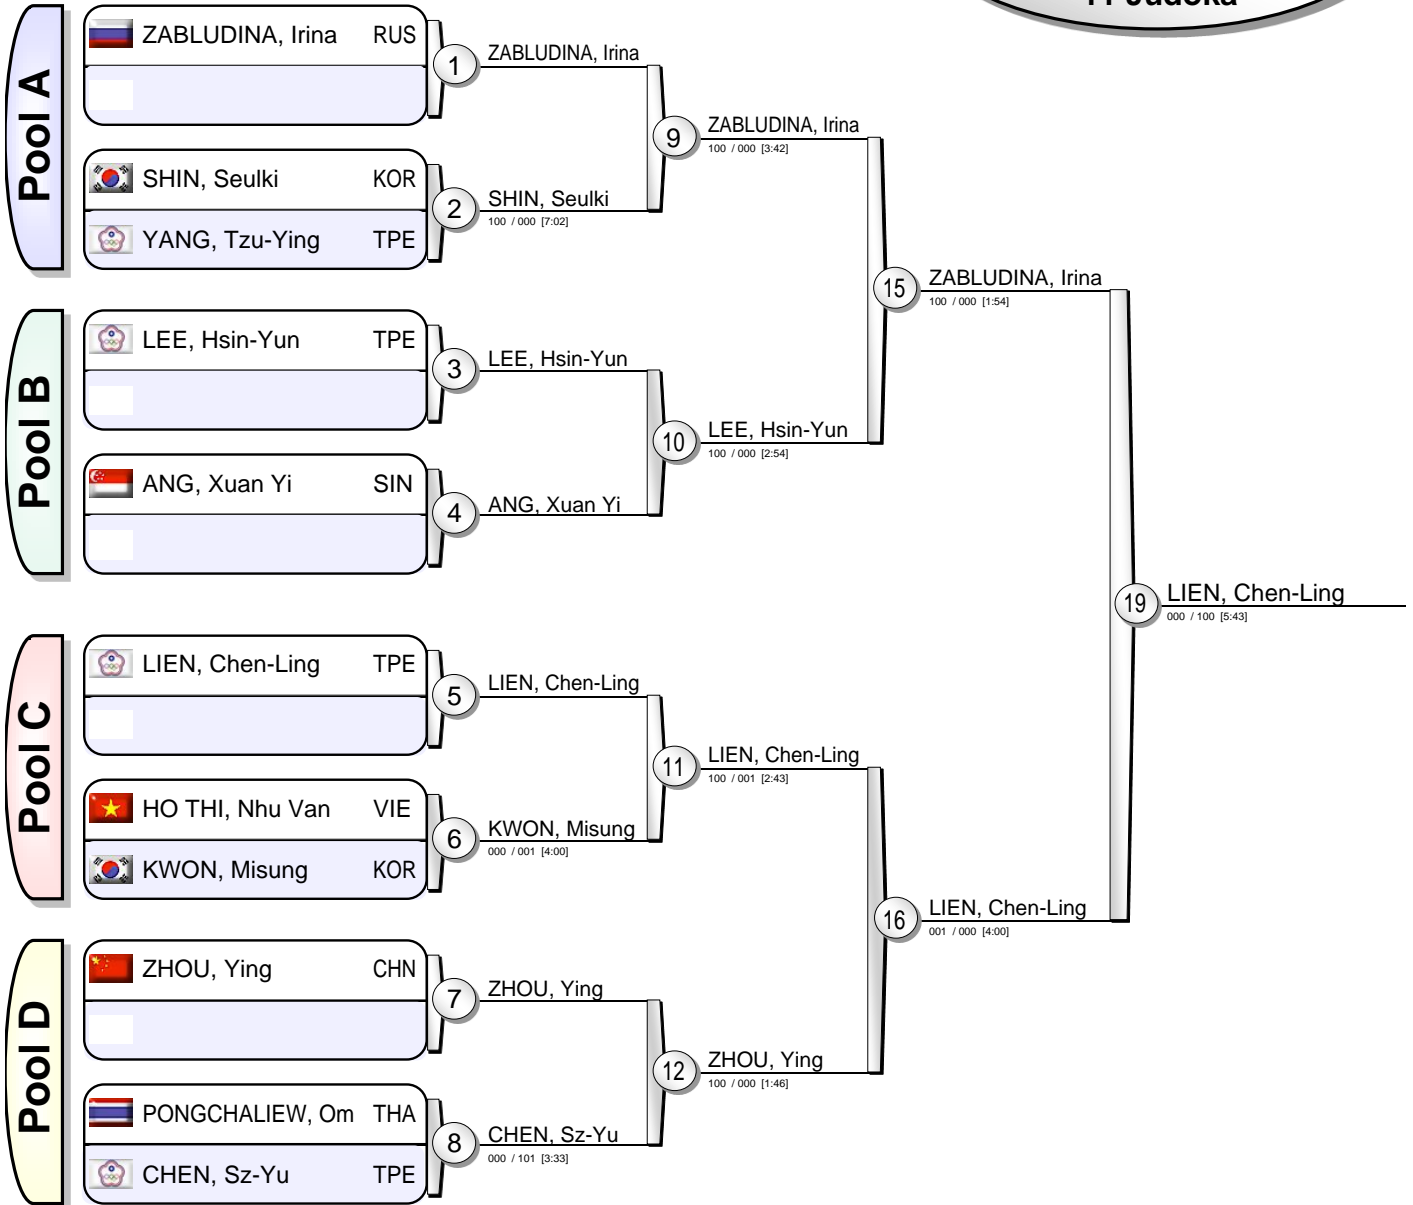 11 Judoka
Pool A
ZABLUDINA, Irina RUS
1
ZABLUDINA, Irina
SHIN, Seulki KOR
YANG, Tzu-Ying TPE
2
SHIN, Seulki
100 / 000 [7:02]
9
ZABLUDINA, Irina
100 / 000 [3:42]
Pool B
LEE, Hsin-Yun TPE
3
LEE, Hsin-Yun
ANG, Xuan Yi SIN
4
ANG, Xuan Yi
10
LEE, Hsin-Yun
100 / 000 [2:54]
15
ZABLUDINA, Irina
100 / 000 [1:54]
Pool C
LIEN, Chen-Ling TPE
5
LIEN, Chen-Ling
HO THI, Nhu Van VIE
KWON, Misung KOR
6
KWON, Misung
000 / 001 [4:00]
11
LIEN, Chen-Ling
100 / 001 [2:43]
Pool D
ZHOU, Ying CHN
7
ZHOU, Ying
PONGCHALIEW, Om THA
CHEN, Sz-Yu TPE
8
CHEN, Sz-Yu
000 / 101 [3:33]
12
ZHOU, Ying
100 / 000 [1:46]
16
LIEN, Chen-Ling
001 / 000 [4:00]
19
LIEN, Chen-Ling
000 / 100 [5:43]